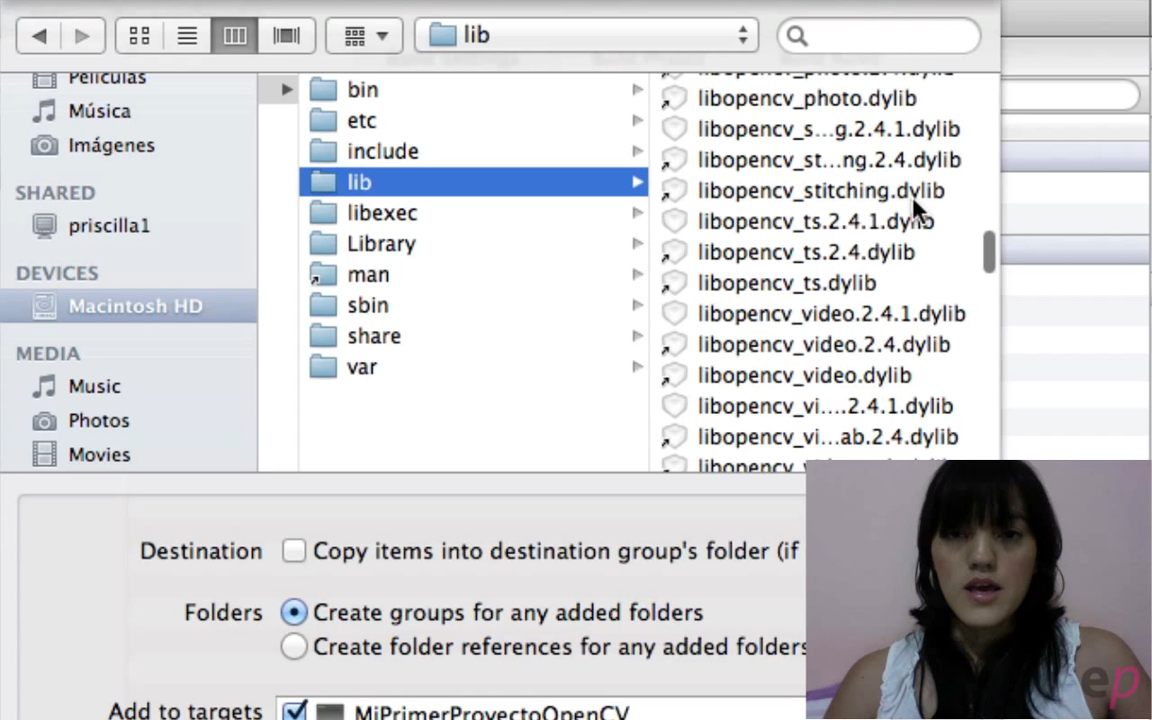 lib
Películas
Música
Imágenes
SHARED
priscilla1
DEVICES
Macintosh HD
MEDIA
Music
Photos
Movies
bin
etc
include
lib
libexec
Library
man
sbin
share
var
libopencv_photo.dylib
libopencv_s...g.2.4.1.dylib
libopencv_st...ng.2.4.dylib
libopencv_stitching.dylib
libopencv_ts.2.4.1.dylib
libopencv_ts.2.4.dylib
libopencv_ts.dylib
libopencv_video.2.4.1.dylib
libopencv_video.2.4.dylib
libopencv_video.dylib
libopencv_vi....2.4.1.dylib
libopencv_vi...ab.2.4.dylib
Destination
Copy items into destination group's folder (if
Folders
Create groups for any added folders
Create folder references for any added folders
Add to targets
MiPrimerProyectoOpenCV
ep